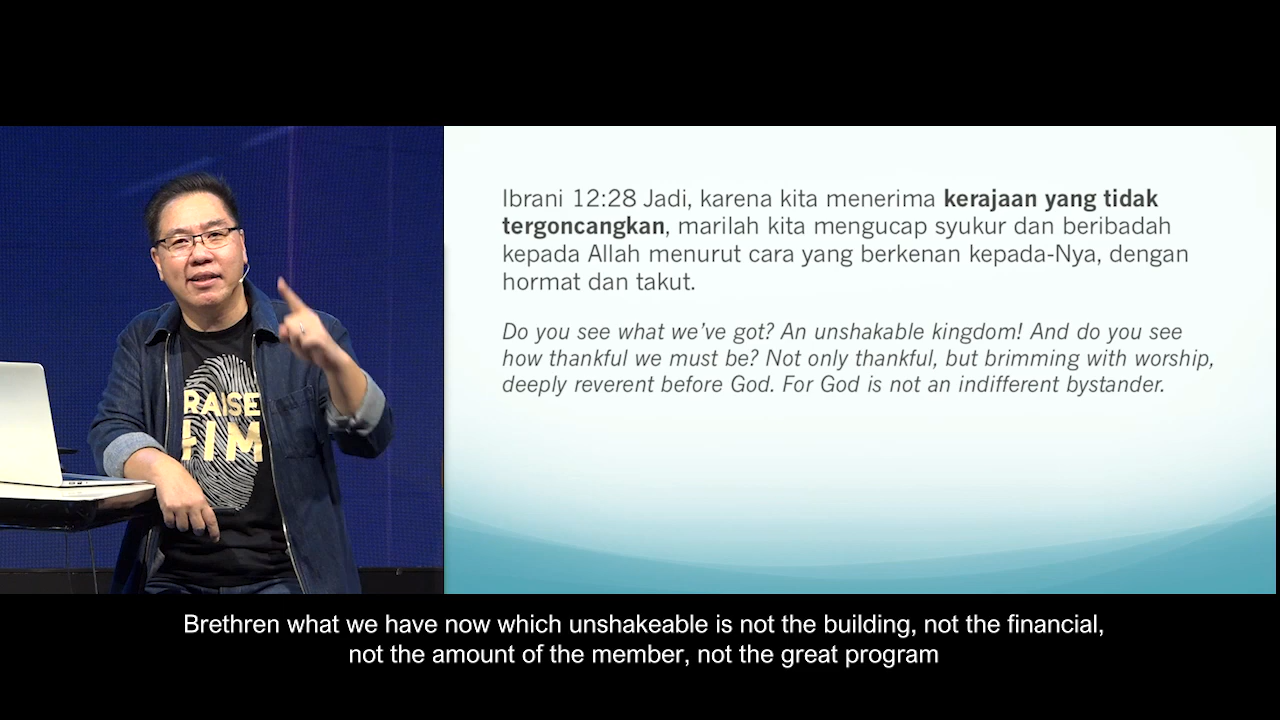 Ibrani 12:28 Jadi, karena kita menerima kerajaan yang tidak
tergoncangkan, marilah kita mengucap syukur dan beribadah
kepada Allah menurut cara yang berkenan kepada-Nya, dengan
hormat dan takut.
Do you see what we’ve got? An unshakable kingdom! And do you see
how thankful we must be? Not only thankful, but brimming with worship,
deeply reverent before God. For God is not an indifferent bystander.
RAISE
HIM
Brethren what we have now which unshakeable is not the building, not the financial,
not the amount of the member, not the great program